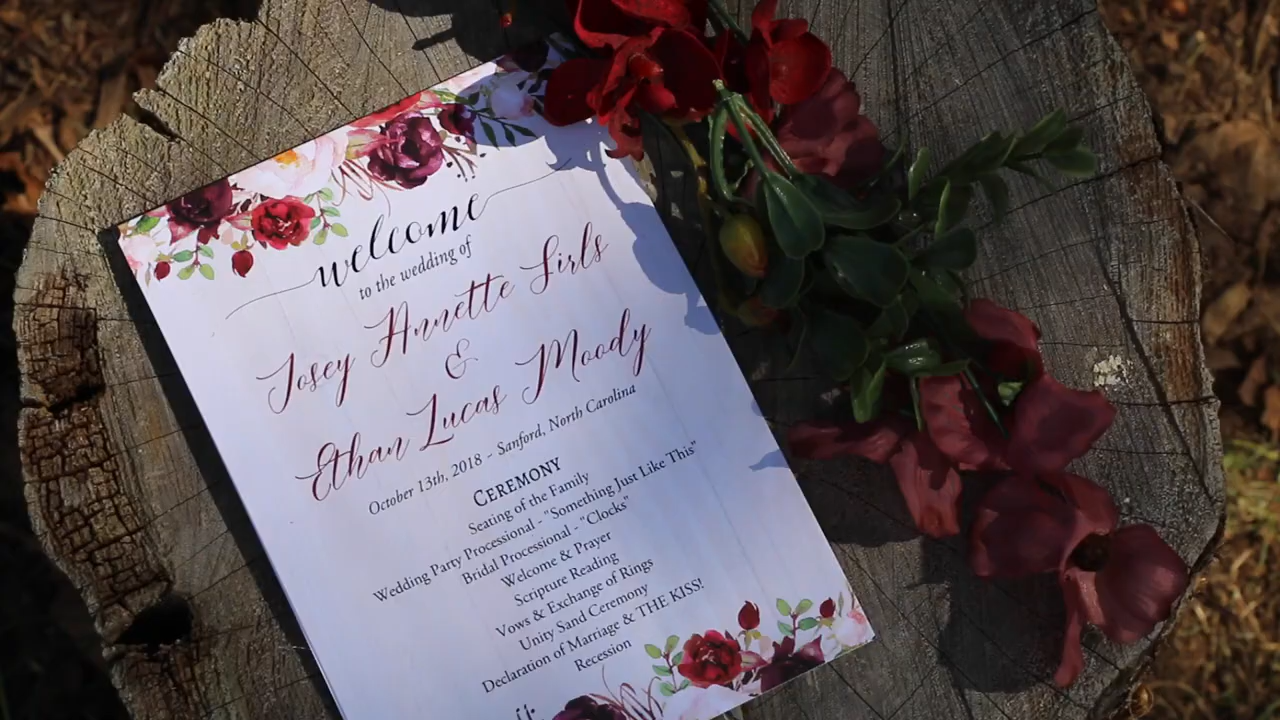 welcome
to the wedding of
Josey Annette Sirls
&
Ethan Lucas Moody
October 13th, 2018 ~ Sanford, North Carolina
CEREMONY
Seating of the Family
Wedding Party Processional - "Something Just Like This"
Bridal Processional - "Clocks"
Welcome & Prayer
Scripture Reading
Vows & Exchange of Rings
Unity Sand Ceremony
Declaration of Marriage & THE KISS!
Recession